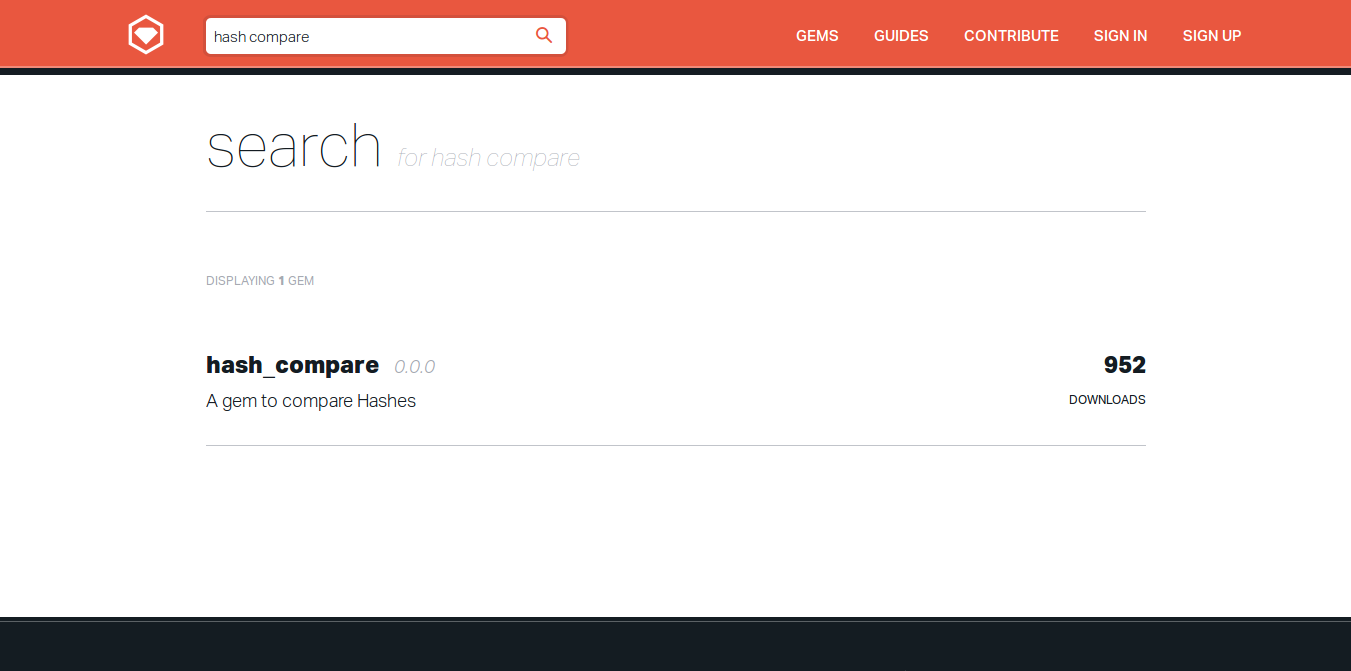 hash compare
GEMS GUIDES CONTRIBUTE SIGN IN SIGN UP
search for hash compare
DISPLAYING 1 GEM
hash_compare 0.0.0 952
A gem to compare Hashes DOWNLOADS